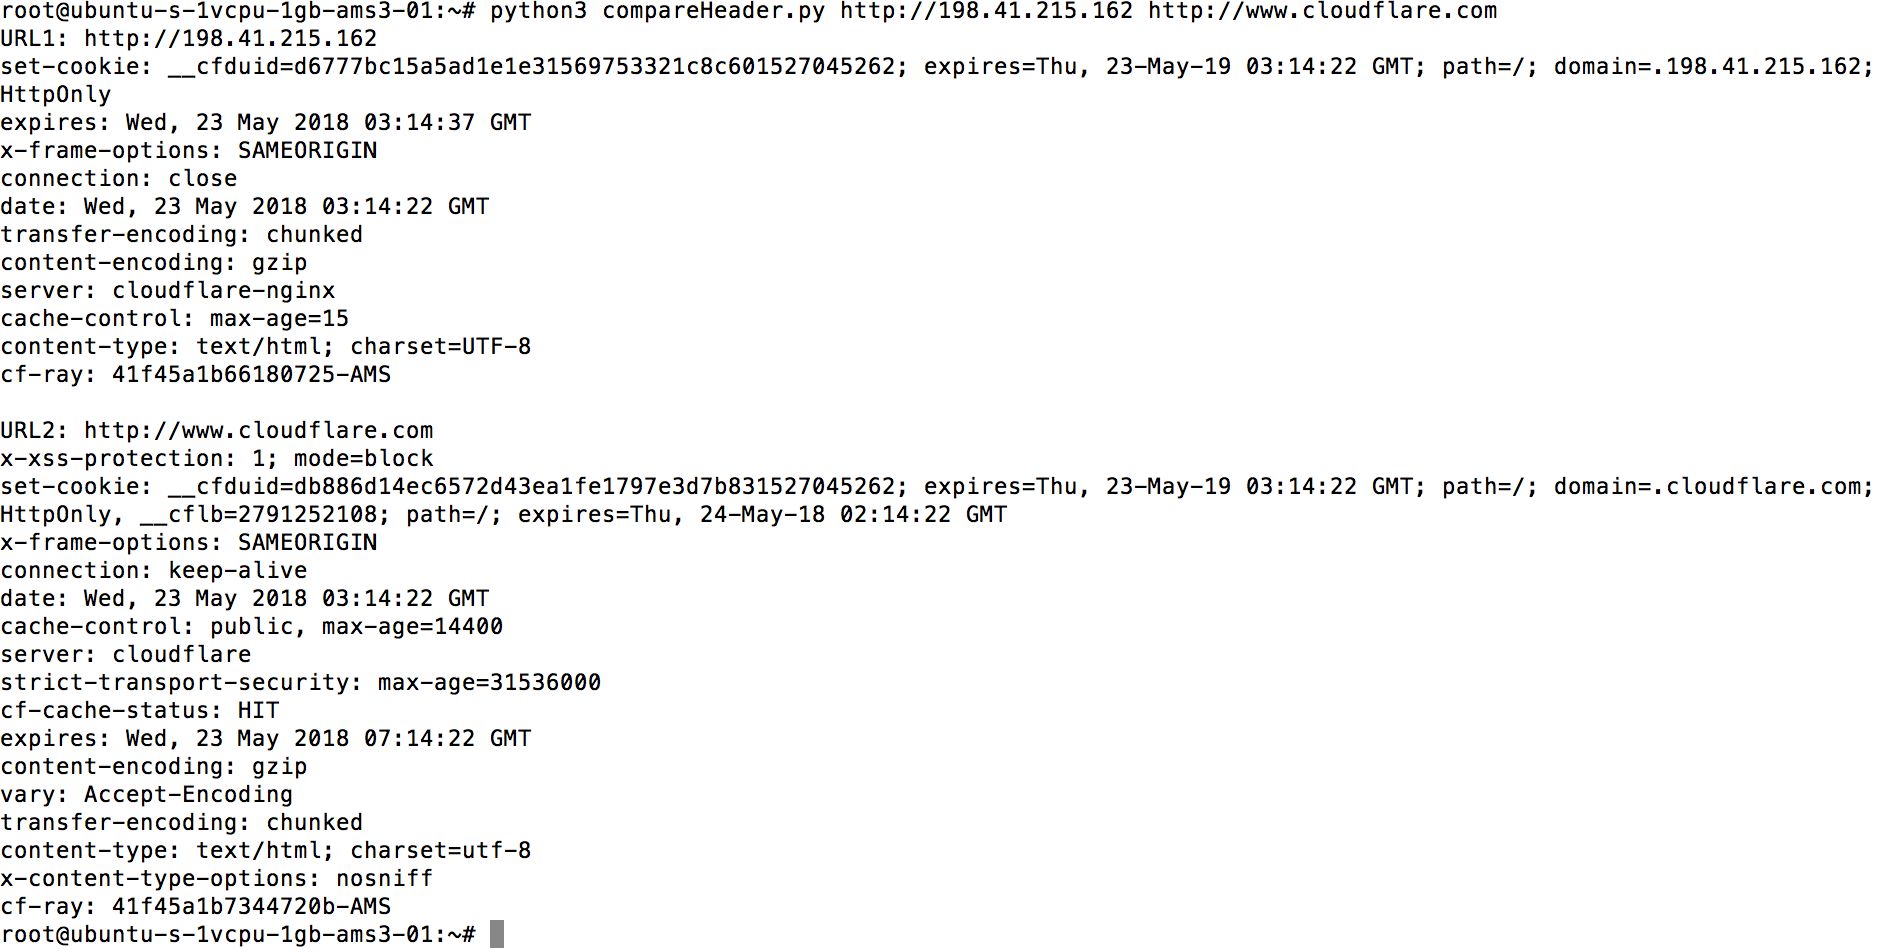 root@ubuntu-s-1vcpu-1gb-ams3-01:~# python3 compareHeader.py http://198.41.215.162 http://www.cloudflare.com
URL1: http://198.41.215.162
set-cookie: __cfduid=d6777bc15a5ad1e1e31569753321c8c601527045262; expires=Thu, 23-May-19 03:14:22 GMT; path=/; domain=.198.41.215.162;
HttpOnly
expires: Wed, 23 May 2018 03:14:37 GMT
x-frame-options: SAMEORIGIN
connection: close
date: Wed, 23 May 2018 03:14:22 GMT
transfer-encoding: chunked
content-encoding: gzip
server: cloudflare-nginx
cache-control: max-age=15
content-type: text/html; charset=UTF-8
cf-ray: 41f45a1b66180725-AMS

URL2: http://www.cloudflare.com
x-xss-protection: 1; mode=block
set-cookie: __cfduid=db886d14ec6572d43ea1fe1797e3d7b831527045262; expires=Thu, 23-May-19 03:14:22 GMT; path=/; domain=.cloudflare.com;
HttpOnly, __cflb=2791252108; path=/; expires=Thu, 24-May-18 02:14:22 GMT
x-frame-options: SAMEORIGIN
connection: keep-alive
date: Wed, 23 May 2018 03:14:22 GMT
cache-control: public, max-age=14400
server: cloudflare
strict-transport-security: max-age=31536000
cf-cache-status: HIT
expires: Wed, 23 May 2018 07:14:22 GMT
content-encoding: gzip
vary: Accept-Encoding
transfer-encoding: chunked
content-type: text/html; charset=utf-8
x-content-type-options: nosniff
cf-ray: 41f45a1b7344720b-AMS
root@ubuntu-s-1vcpu-1gb-ams3-01:~#